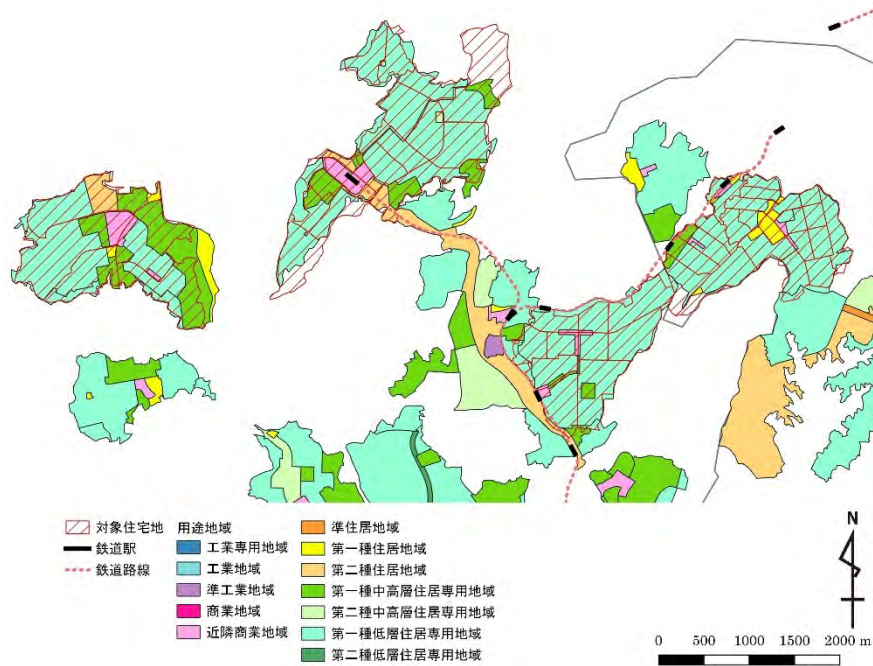 対象住宅地
鉄道駅
鉄道路線
用途地域
工業専用地域
工業地域
準工業地域
商業地域
近隣商業地域
準住居地域
第一種住居地域
第二種住居地域
第一種中高層住居専用地域
第二種中高層住居専用地域
第一種低層住居専用地域
第二種低層住居専用地域
N
0 500 1000 1500 2000 m